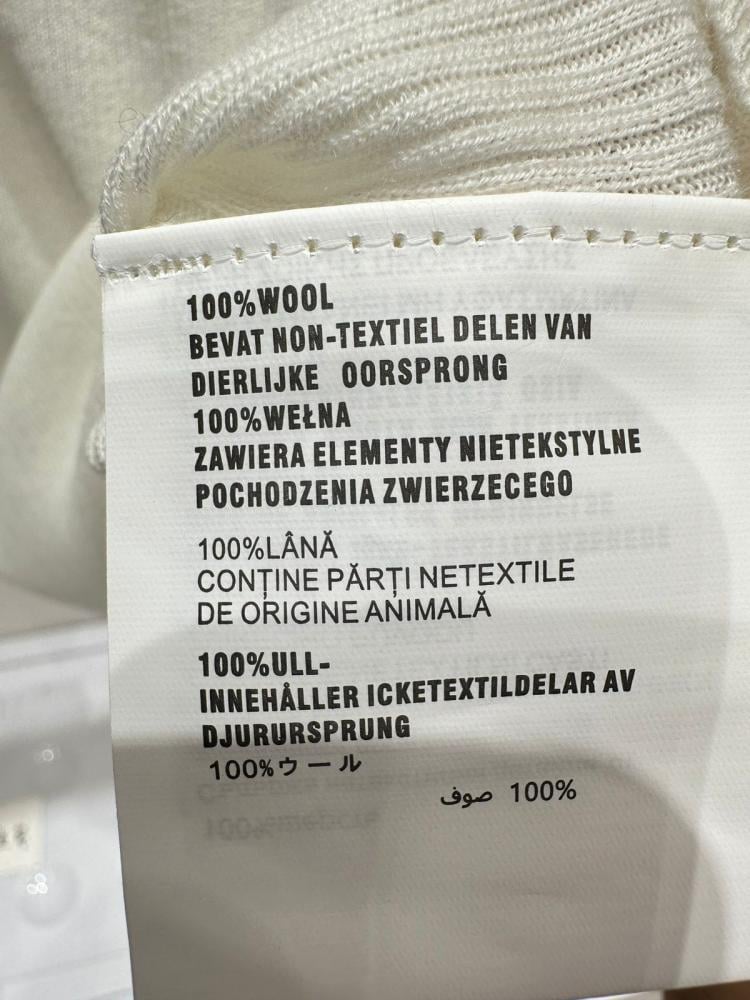 100%WOOL
BEVAT NON-TEXTIEL DELEN VAN
DIERLIJKE OORSPRONG
100%WEŁNA
ZAWIERA ELEMENTY NIETEKSTYLNE
POCHODZENIA ZWIERZECEGO
100%LÂNĂ
CONȚINE PĂRȚI NETEXTILE
DE ORIGINE ANIMALĂ
100%ULL-
INNEHÅLLER ICKETEXTILDELAR AV
DJURURSPRUNG
100%ウール
100% صوف